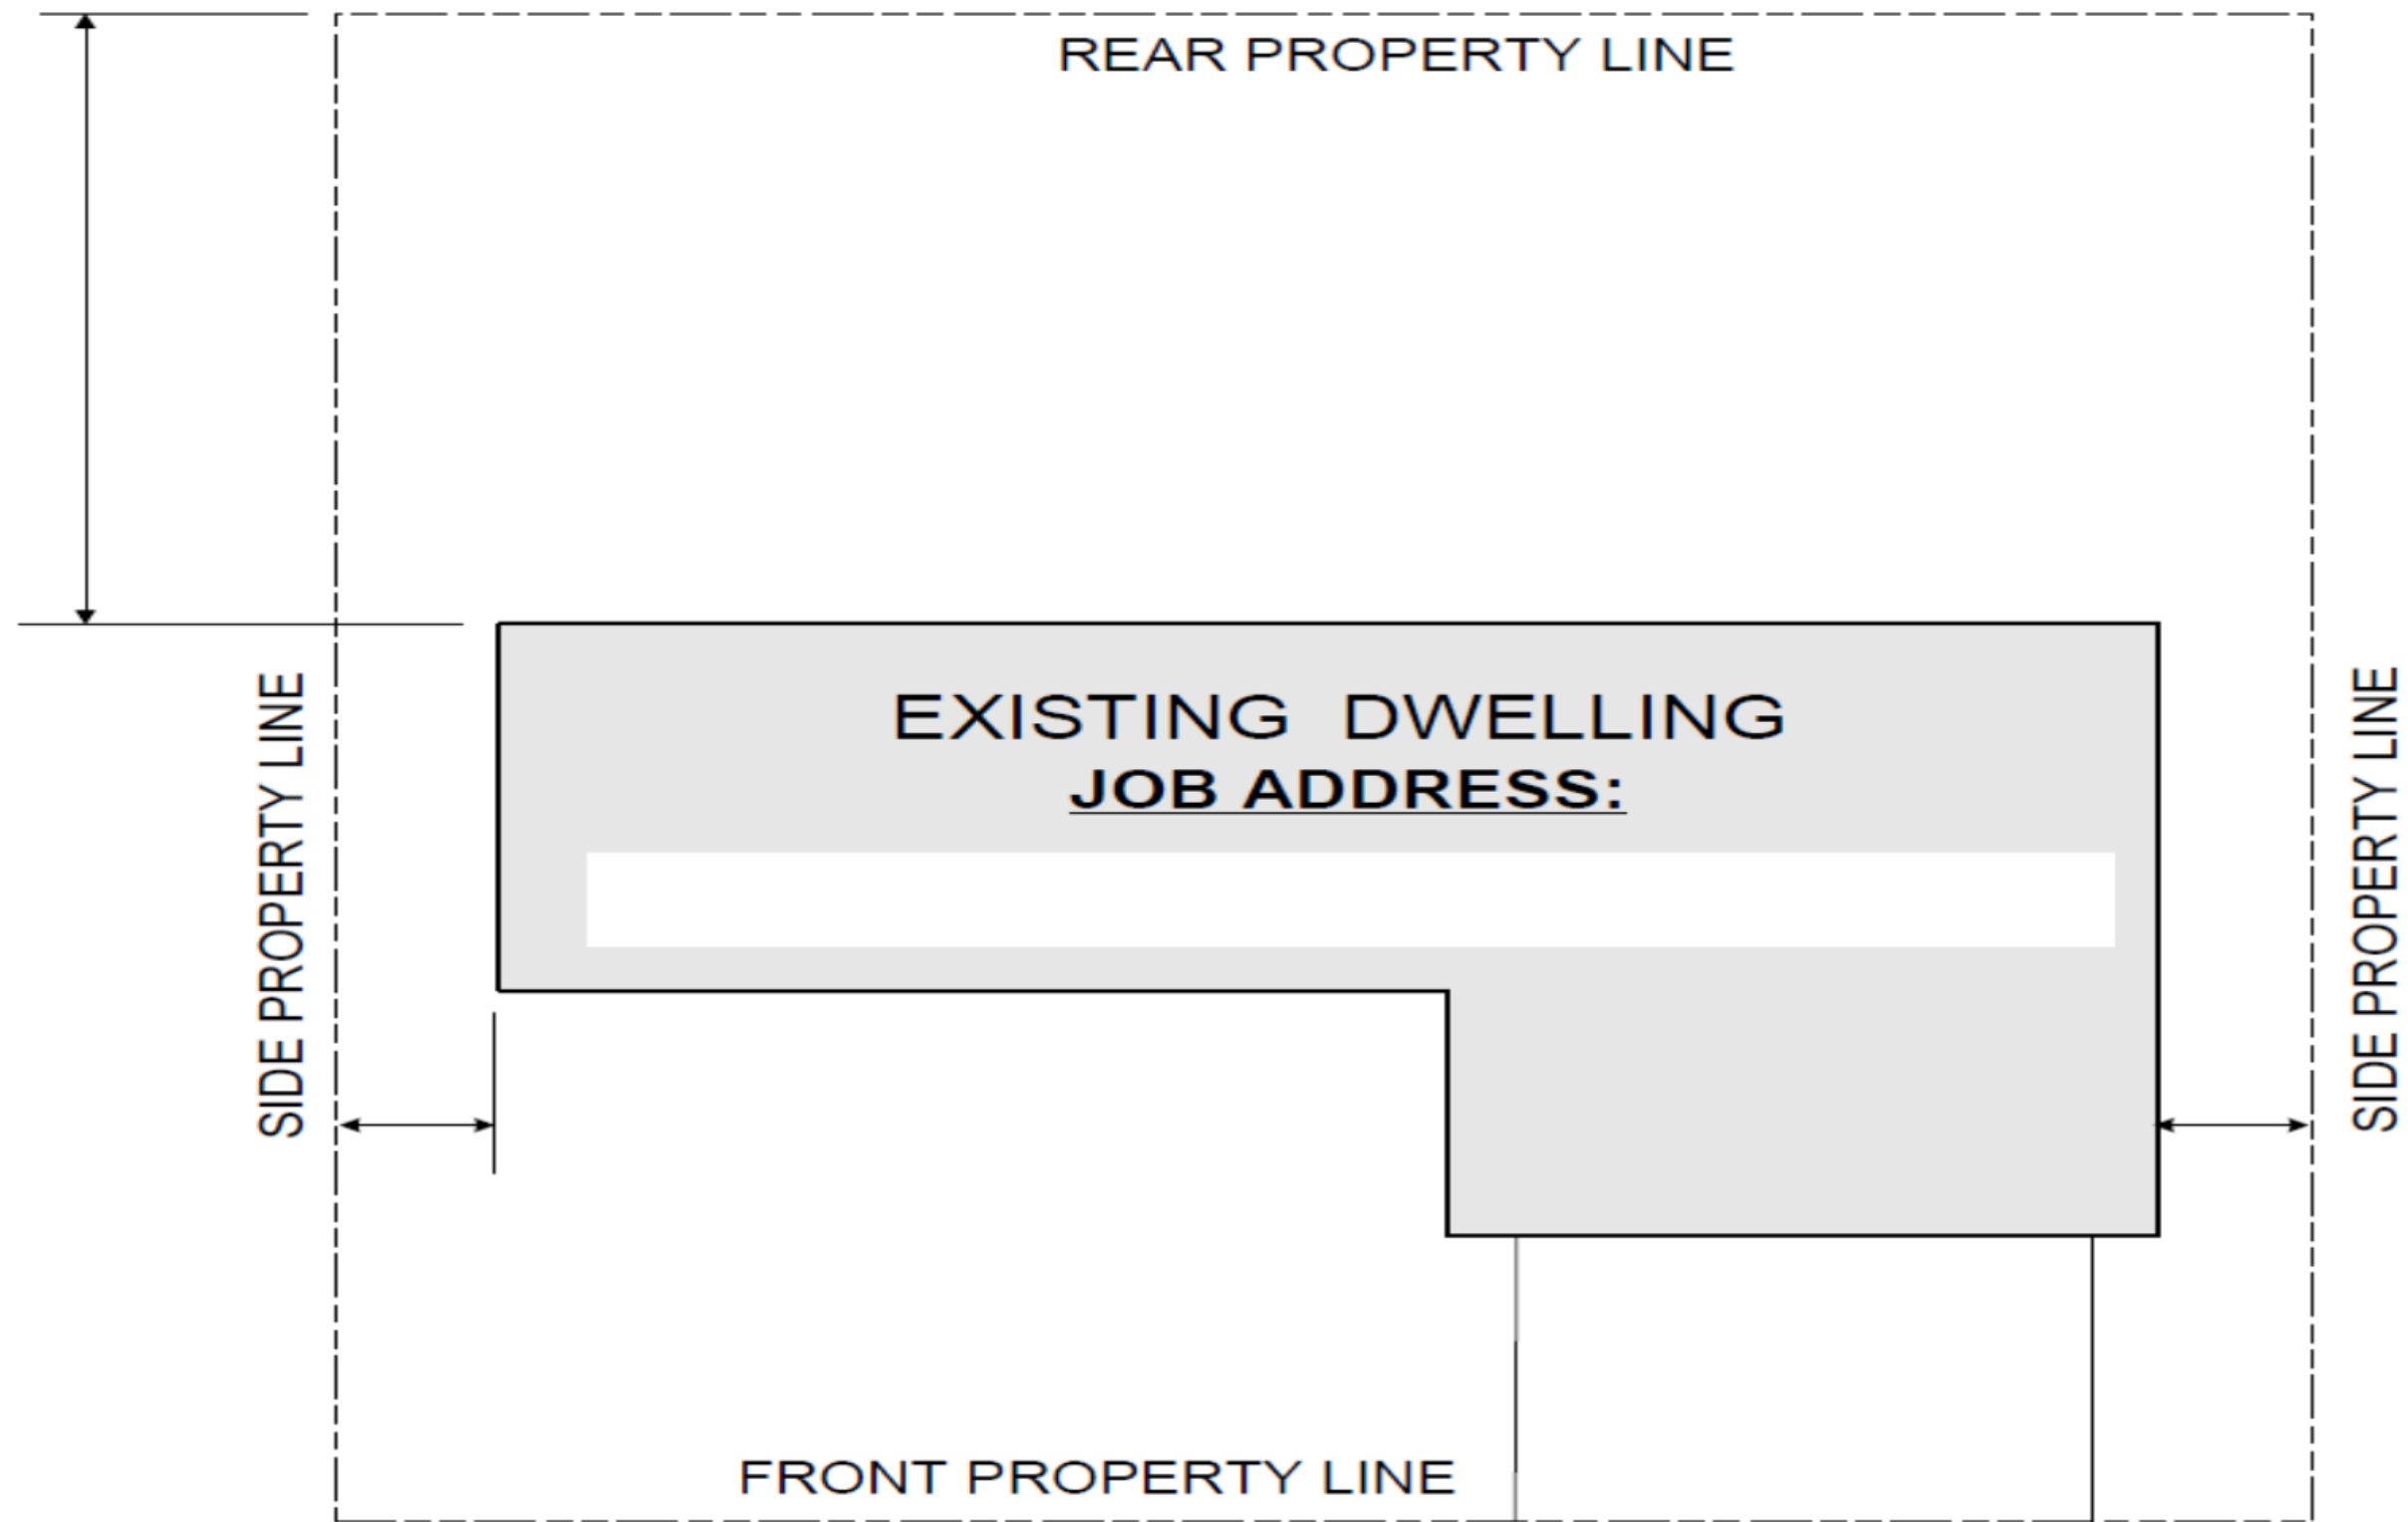 REAR PROPERTY LINE
EXISTING DWELLING
JOB ADDRESS:
SIDE PROPERTY LINE
SIDE PROPERTY LINE
FRONT PROPERTY LINE